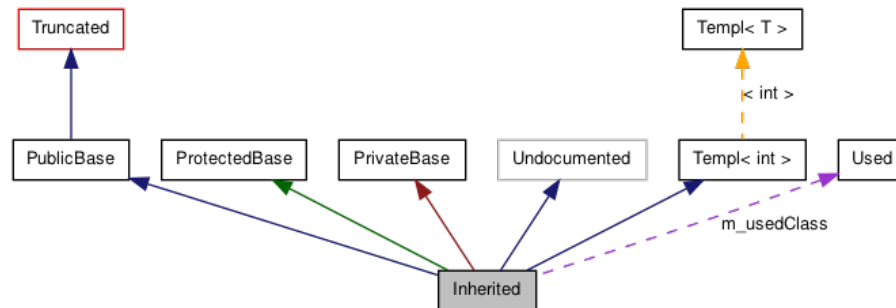 Truncated
Templ< T >
< int >
PublicBase
ProtectedBase
PrivateBase
Undocumented
Templ< int >
Used
m_usedClass
Inherited